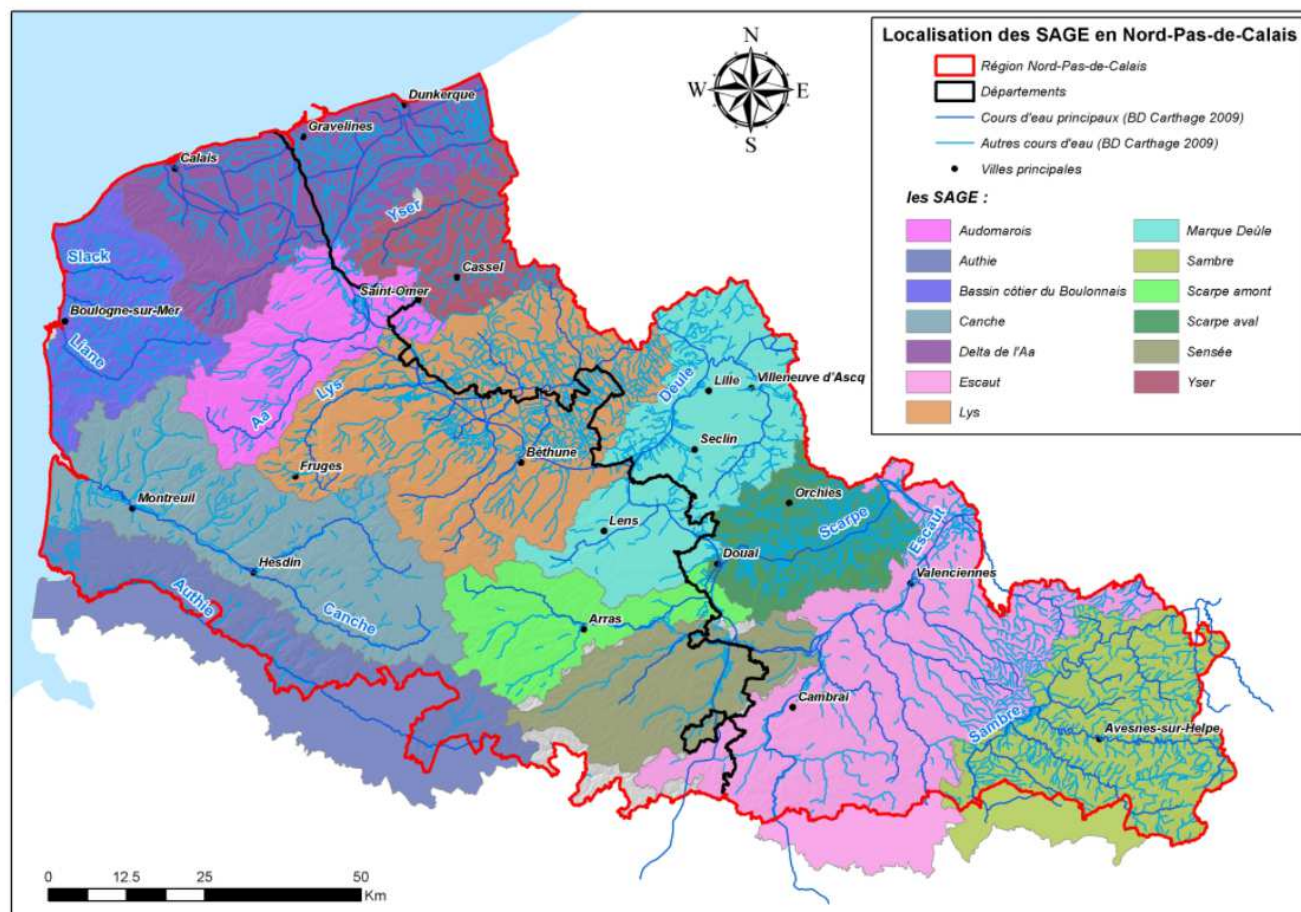 Localisation des SAGE en Nord-Pas-de-Calais
Région Nord-Pas-de-Calais
Départements
Cours d'eau principaux (BD Carthage 2009)
Autres cours d'eau (BD Carthage 2009)
Villes principales
les SAGE :
Audomarois
Authie
Bassin côtier du Boulonnais
Canche
Delta de l'Aa
Escaut
Lys
Marque Deûle
Sambre
Scarpe amont
Scarpe aval
Sensée
Yser
N
W E
S
Dunkerque
Gravelines
Calais
Yser
Slack
Cassel
Saint-Omer
Boulogne-sur-Mer
Liane
Aa
Lys
Deûle
Lille
Villeneuve d'Ascq
Seclin
Béthune
Fruges
Montreuil
Orchies
Lens
Scarpe
Escaut
Douai
Hesdin
Valenciennes
Authie
Canche
Arras
Cambrai
Sambre
Avesnes-sur-Helpe
0 12.5 25 50
Km